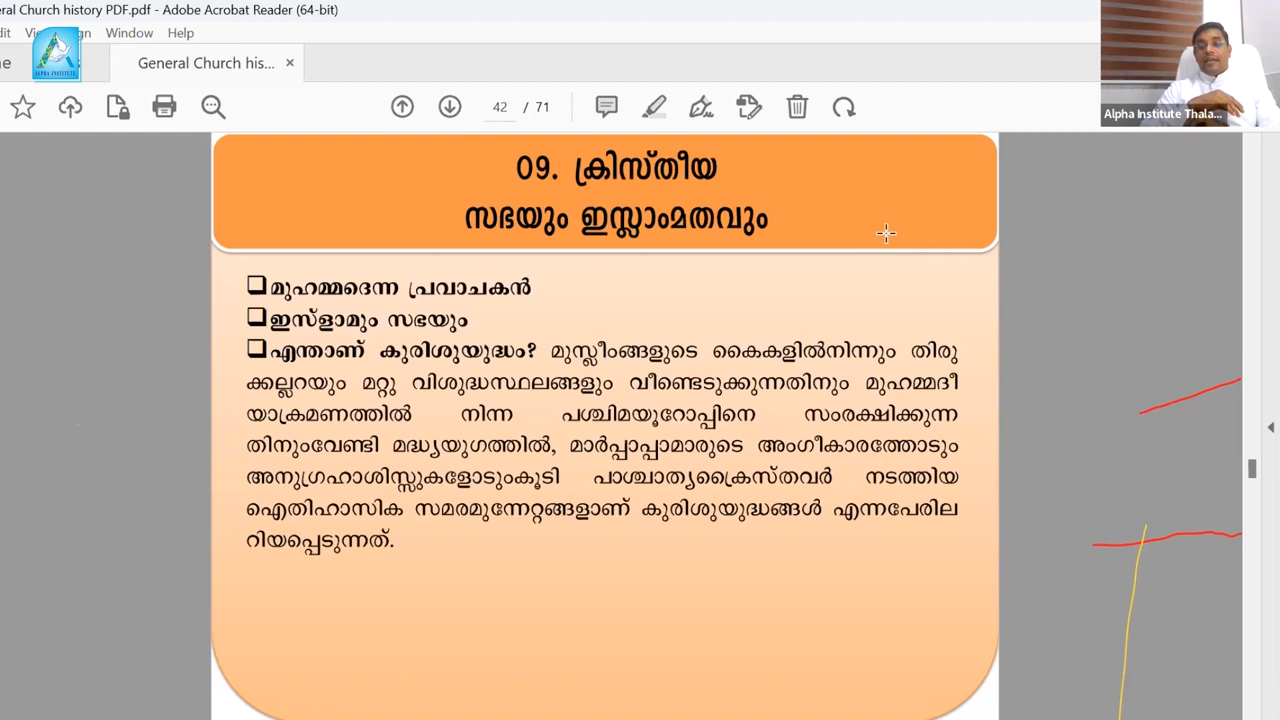 eral Church history PDF.pdf - Adobe Acrobat Reader (64-bit)
Window Help
ALPHA INSTITUTE
General Church his... ×
42 / 71
Alpha Institute Thala...
09. ക്രിസ്തീയ
സഭയും ഇസ്ലാംമതവും
മുഹമ്മദെന്ന പ്രവാചകൻ
ഇസ്ളാമും സഭയും
എന്താണ് കുരിശുയുദ്ധം? മുസ്ലീംങ്ങളുടെ കൈകളിൽനിന്നും തിരു
ക്കല്ലറയും മറ്റു വിശുദ്ധസ്ഥലങ്ങളും വീണ്ടെടുക്കുന്നതിനും മുഹമ്മദീ
യാക്രമണത്തിൽ നിന്ന പശ്ചിമയൂറോപ്പിനെ സംരക്ഷിക്കുന്ന
തിനുംവേണ്ടി മദ്ധ്യയുഗത്തിൽ, മാർപ്പാപ്പാമാരുടെ അംഗീകാരത്തോടും
അനുഗ്രഹാശിസ്സുകളോടുംകൂടി പാശ്ചാത്യക്രൈസ്തവർ നടത്തിയ
ഐതിഹാസിക സമരമുന്നേറ്റങ്ങളാണ് കുരിശുയുദ്ധങ്ങൾ എന്നപേരില
റിയപ്പെടുന്നത്.